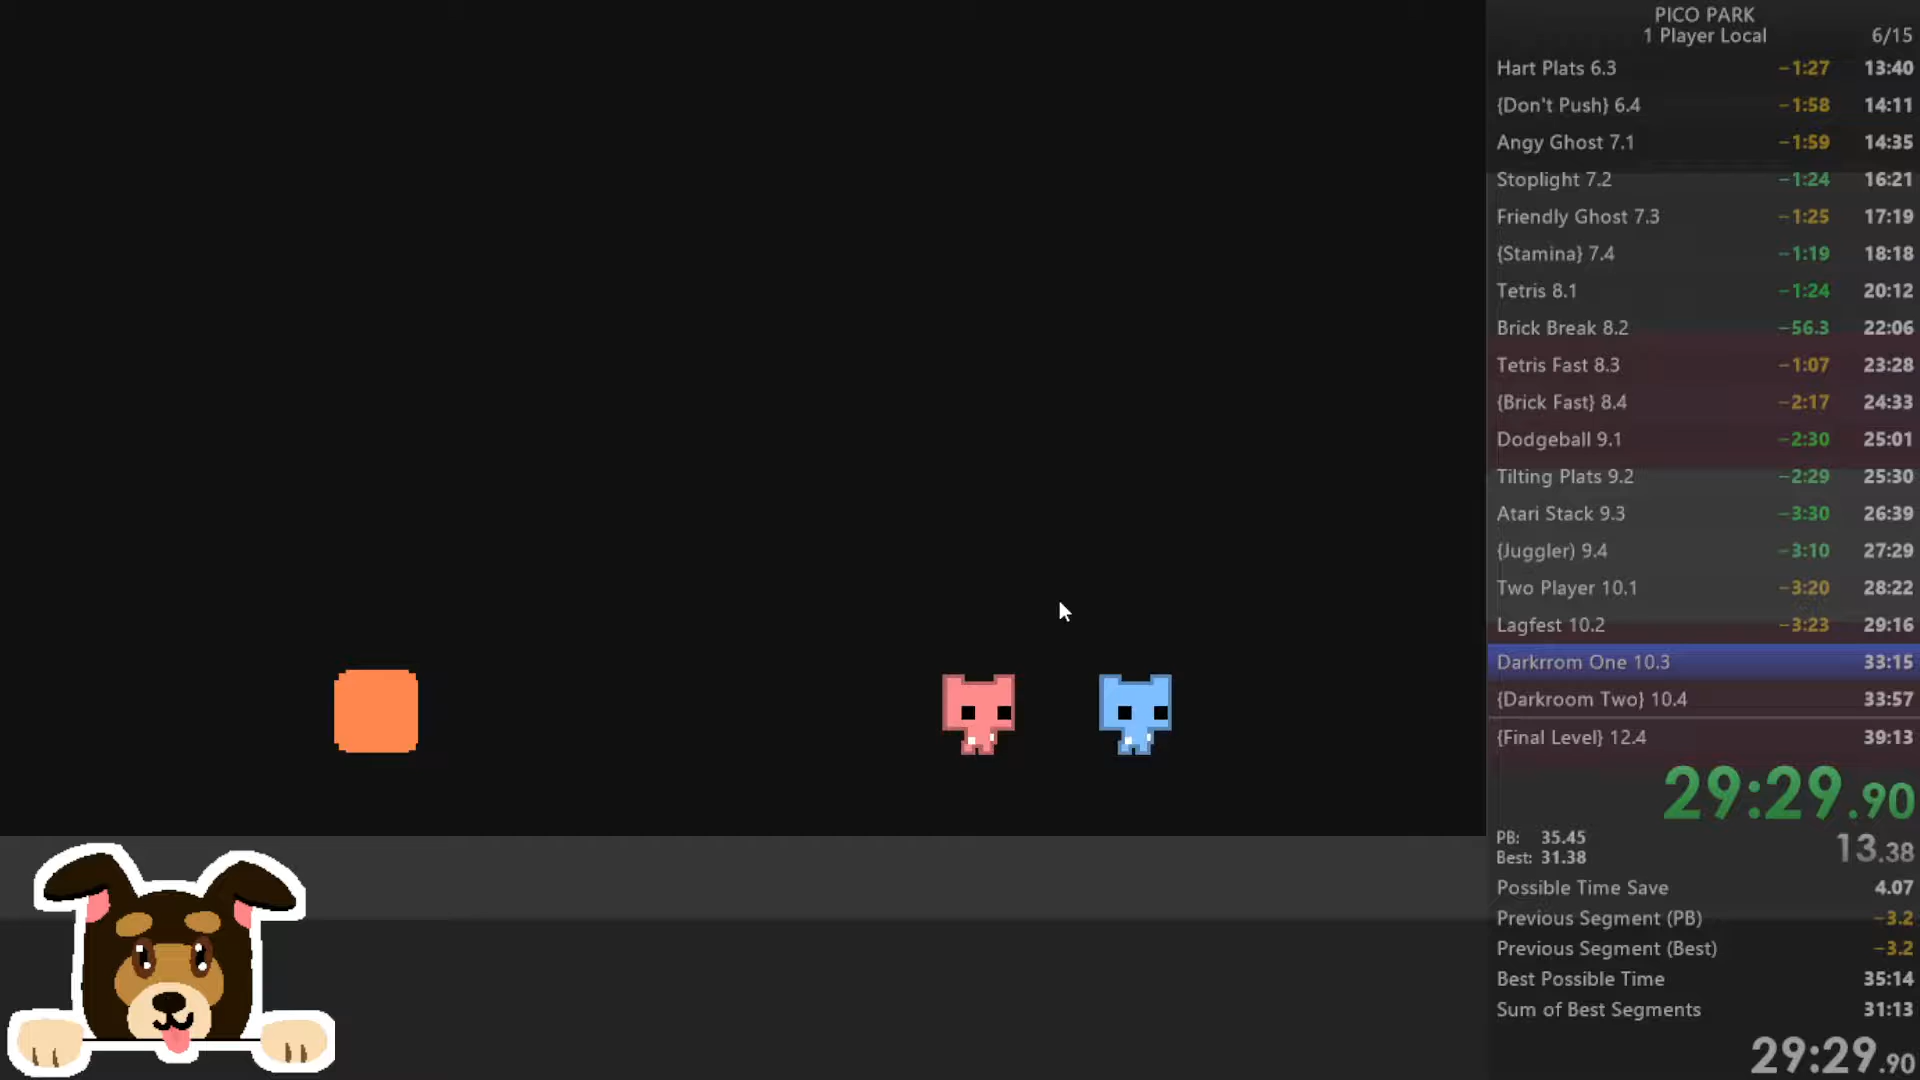 PICO PARK
1 Player Local 6/15
Hart Plats 6.3 −1:27 13:40
{Don't Push} 6.4 −1:58 14:11
Angy Ghost 7.1 −1:59 14:35
Stoplight 7.2 −1:24 16:21
Friendly Ghost 7.3 −1:25 17:19
{Stamina} 7.4 −1:19 18:18
Tetris 8.1 −1:24 20:12
Brick Break 8.2 −56.3 22:06
Tetris Fast 8.3 −1:07 23:28
{Brick Fast} 8.4 −2:17 24:33
Dodgeball 9.1 −2:30 25:01
Tilting Plats 9.2 −2:29 25:30
Atari Stack 9.3 −3:30 26:39
{Juggler) 9.4 −3:10 27:29
Two Player 10.1 −3:20 28:22
Lagfest 10.2 −3:23 29:16
Darkrrom One 10.3 33:15
{Darkroom Two} 10.4 33:57
{Final Level} 12.4 39:13
29:29.90
PB: 35.45
Best: 31.38
13.38
Possible Time Save 4.07
Previous Segment (PB) −3.2
Previous Segment (Best) −3.2
Best Possible Time 35:14
Sum of Best Segments 31:13
29:29.90